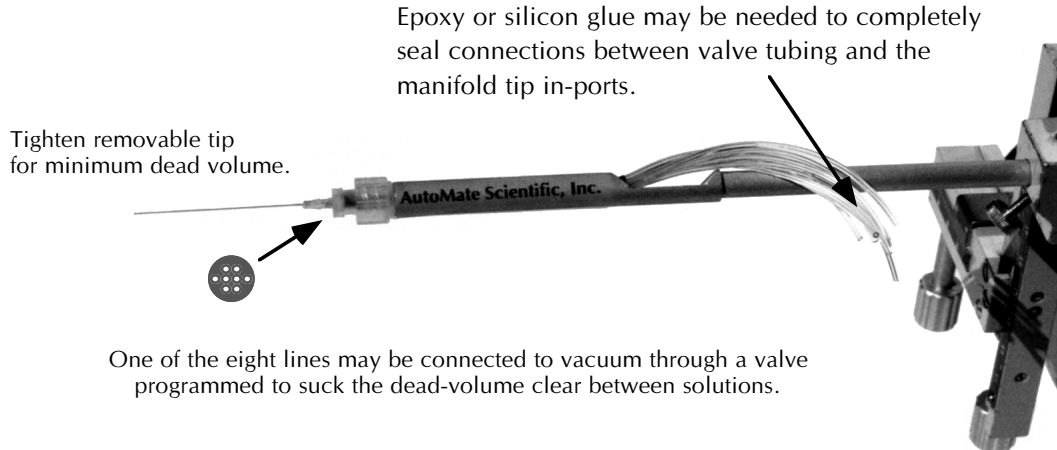 Epoxy or silicon glue may be needed to completely
seal connections between valve tubing and the
manifold tip in-ports.
Tighten removable tip
for minimum dead volume.
AutoMate Scientific, Inc.
One of the eight lines may be connected to vacuum through a valve
programmed to suck the dead-volume clear between solutions.